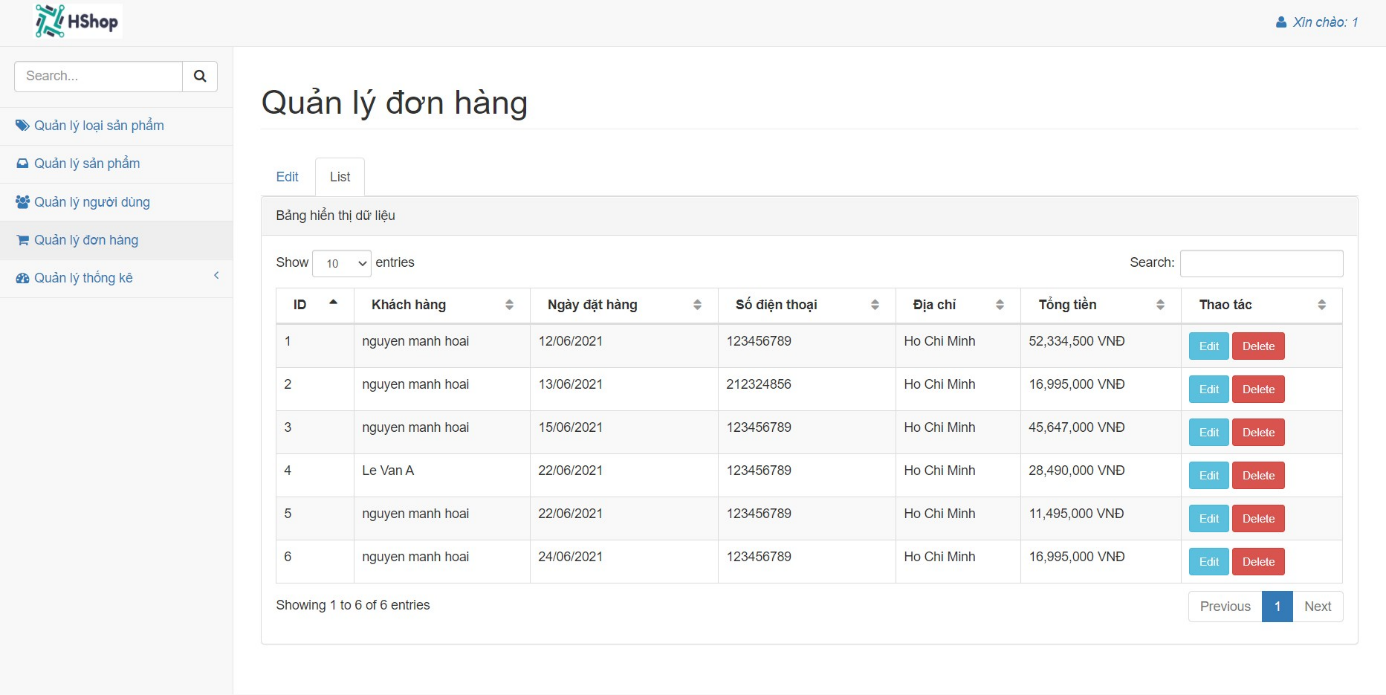 HShop
Xin chào: 1
Search...
Quản lý loại sản phẩm
Quản lý sản phẩm
Quản lý người dùng
Quản lý đơn hàng
Quản lý thống kê
Quản lý đơn hàng
Edit List
Bảng hiển thị dữ liệu
Show 10 entries Search:
ID Khách hàng Ngày đặt hàng Số điện thoại Địa chí Tổng tiền Thao tác
1 nguyen manh hoai 12/06/2021 123456789 Ho Chi Minh 52,334,500 VNĐ Edit Delete
2 nguyen manh hoai 13/06/2021 212324856 Ho Chi Minh 16,995,000 VNĐ Edit Delete
3 nguyen manh hoai 15/06/2021 123456789 Ho Chi Minh 45,647,000 VNĐ Edit Delete
4 Le Van A 22/06/2021 123456789 Ho Chi Minh 28,490,000 VNĐ Edit Delete
5 nguyen manh hoai 22/06/2021 123456789 Ho Chi Minh 11,495,000 VNĐ Edit Delete
6 nguyen manh hoai 24/06/2021 123456789 Ho Chi Minh 16,995,000 VNĐ Edit Delete
Showing 1 to 6 of 6 entries Previous 1 Next